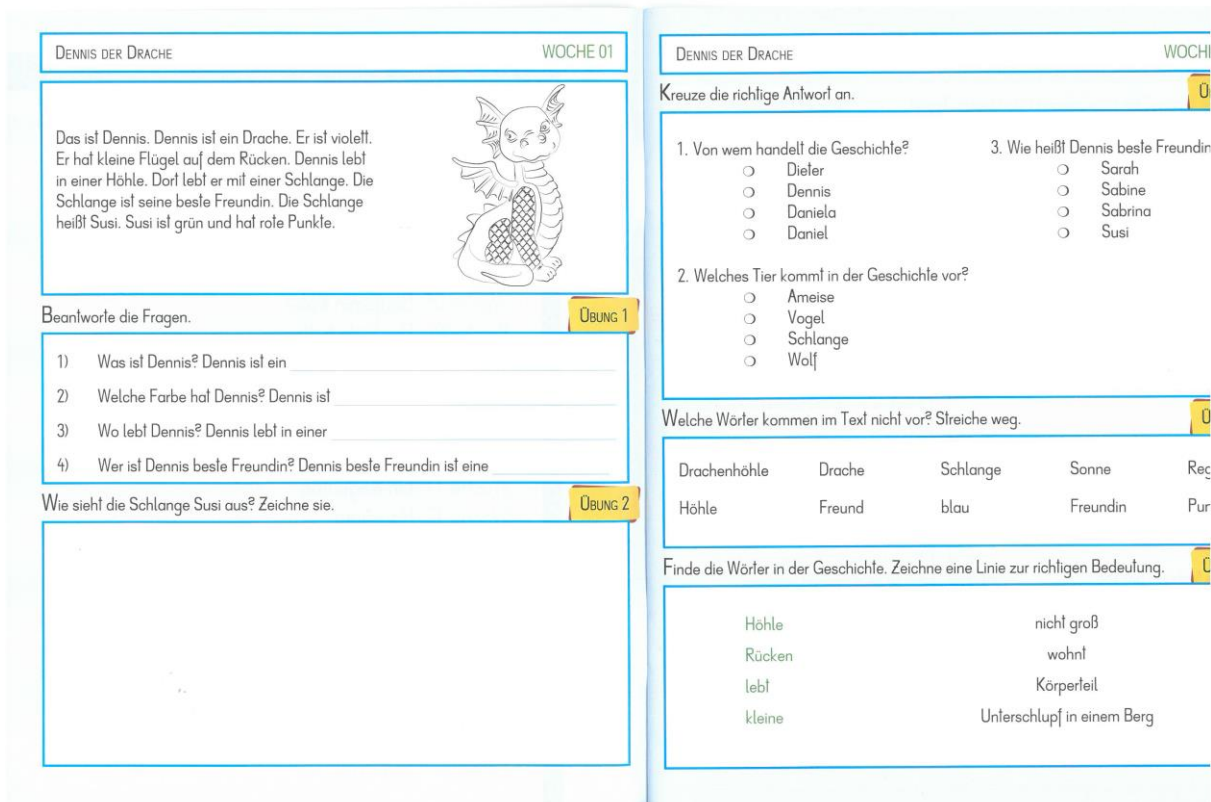 DENNIS DER DRACHE WOCHE 01
Das ist Dennis. Dennis ist ein Drache. Er ist violett.
Er hat kleine Flügel auf dem Rücken. Dennis lebt
in einer Höhle. Dort lebt er mit einer Schlange. Die
Schlange ist seine beste Freundin. Die Schlange
heißt Susi. Susi ist grün und hat rote Punkte.
Beantworte die Fragen. ÜBUNG 1
1) Was ist Dennis? Dennis ist ein
2) Welche Farbe hat Dennis? Dennis ist
3) Wo lebt Dennis? Dennis lebt in einer
4) Wer ist Dennis beste Freundin? Dennis beste Freundin ist eine
Wie sieht die Schlange Susi aus? Zeichne sie. ÜBUNG 2
DENNIS DER DRACHE WOCHE
Kreuze die richtige Antwort an.
1. Von wem handelt die Geschichte?
Dieter
Dennis
Daniela
Daniel
2. Welches Tier kommt in der Geschichte vor?
Ameise
Vogel
Schlange
Wolf
3. Wie heißt Dennis beste Freundin
Sarah
Sabine
Sabrina
Susi
Welche Wörter kommen im Text nicht vor? Streiche weg.
Drachenhöhle Drache Schlange Sonne
Höhle Freund blau Freundin
Finde die Wörter in der Geschichte. Zeichne eine Linie zur richtigen Bedeutung.
Höhle nicht groß
Rücken wohnt
lebt Körperteil
kleine Unterschlupf in einem Berg